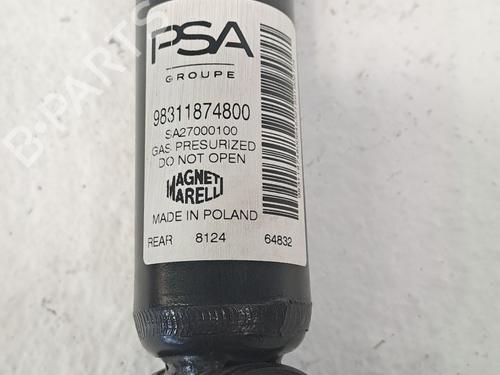 PSA
GROUPE
98311874800
SA27000100
GAS PRESURIZED
DO NOT OPEN
MAGNETI
MARELLI
MADE IN POLAND
REAR 8124 64832
B-Parts